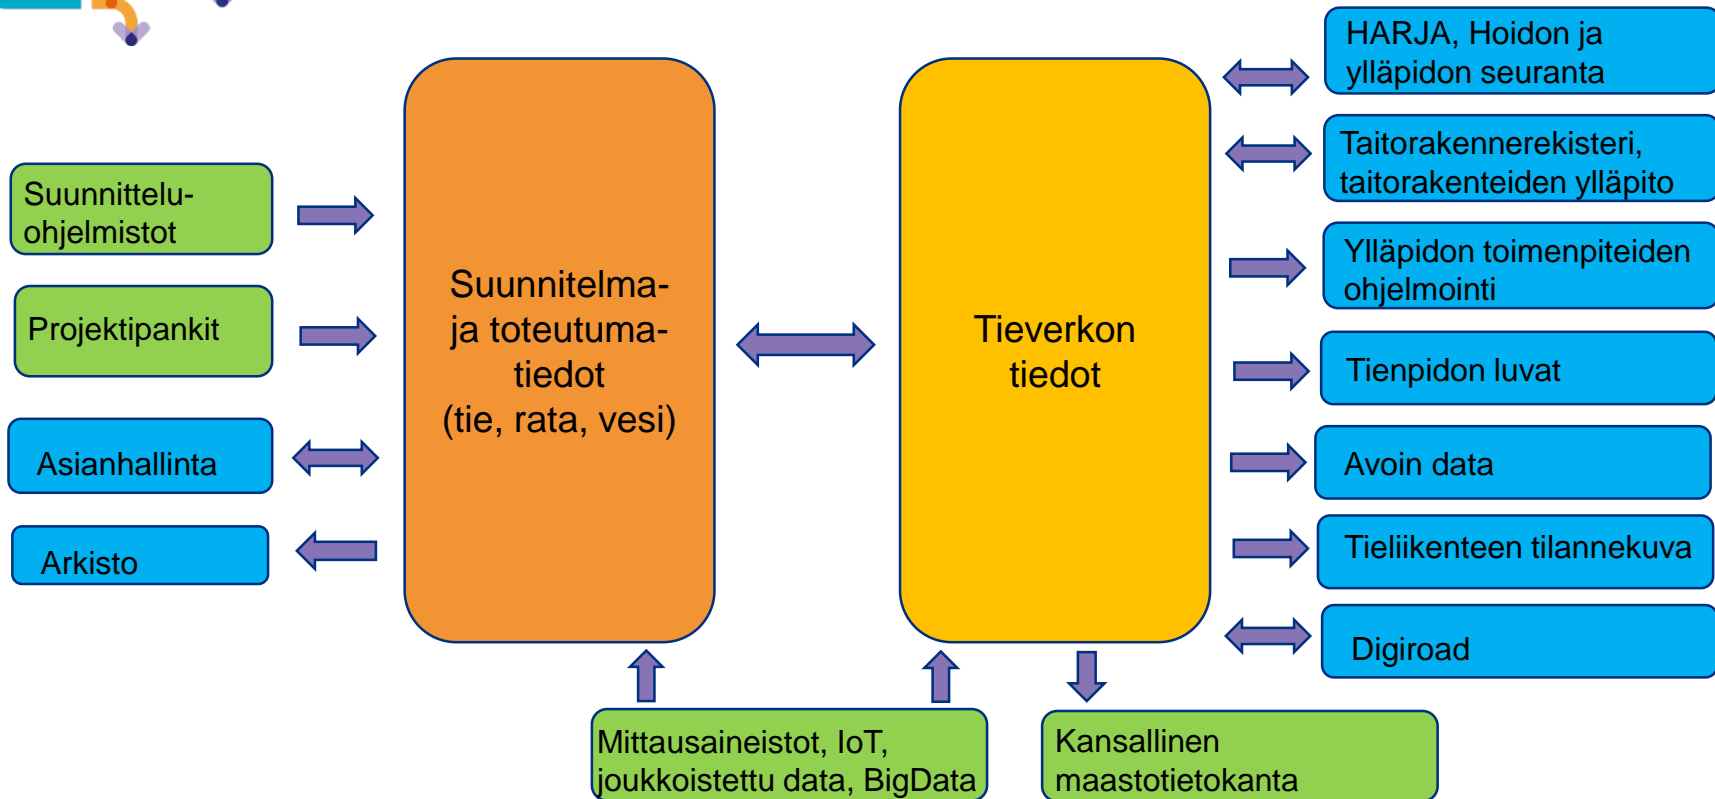 Suunnittelu-
ohjelmistot
Projektipankit
Asianhallinta
Arkisto
Suunnitelma-
ja toteutuma-
tiedot
(tie, rata, vesi)
Tieverkon
tiedot
HARJA, Hoidon ja
ylläpidon seuranta
Taitorakennerekisteri,
taitorakenteiden ylläpito
Ylläpidon toimenpiteiden
ohjelmointi
Tienpidon luvat
Avoin data
Tieliikenteen tilannekuva
Digiroad
Mittausaineistot, IoT,
joukkoistettu data, BigData
Kansallinen
maastotietokanta